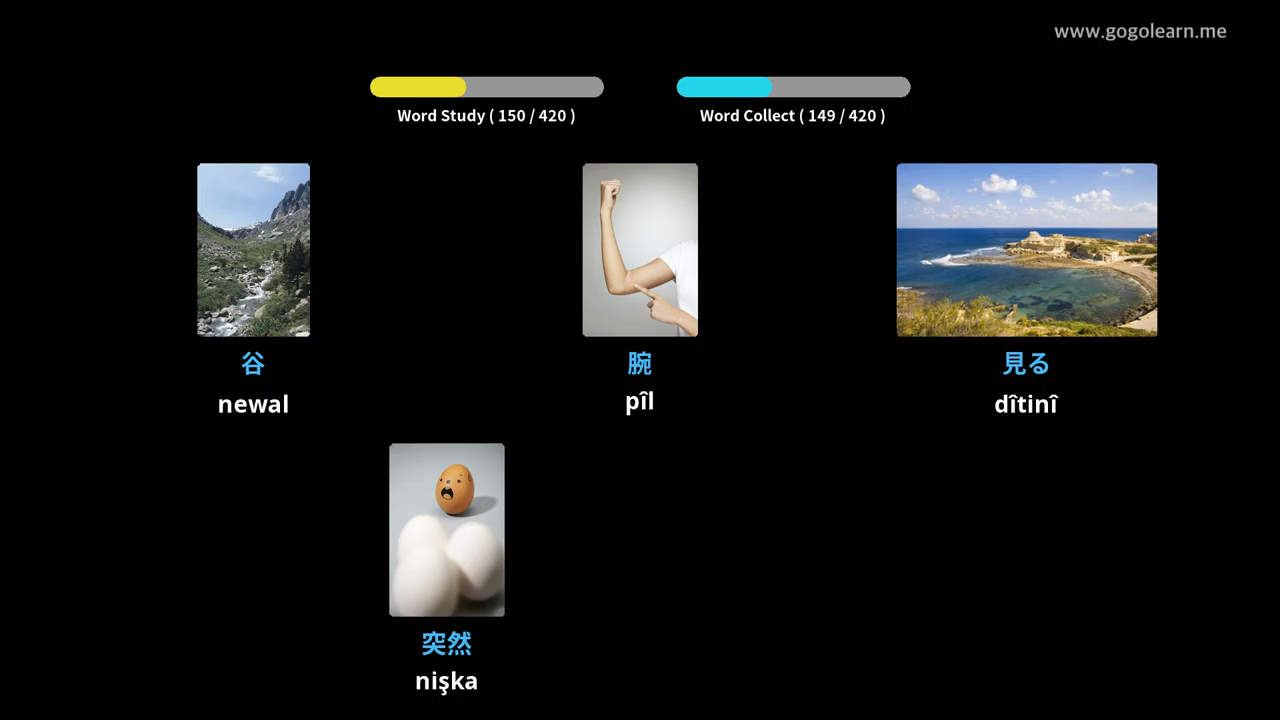 www.gogolearn.me
Word Study ( 150 / 420 )
Word Collect ( 149 / 420 )
谷
newal
腕
pîl
見る
dîtinî
突然
nişka